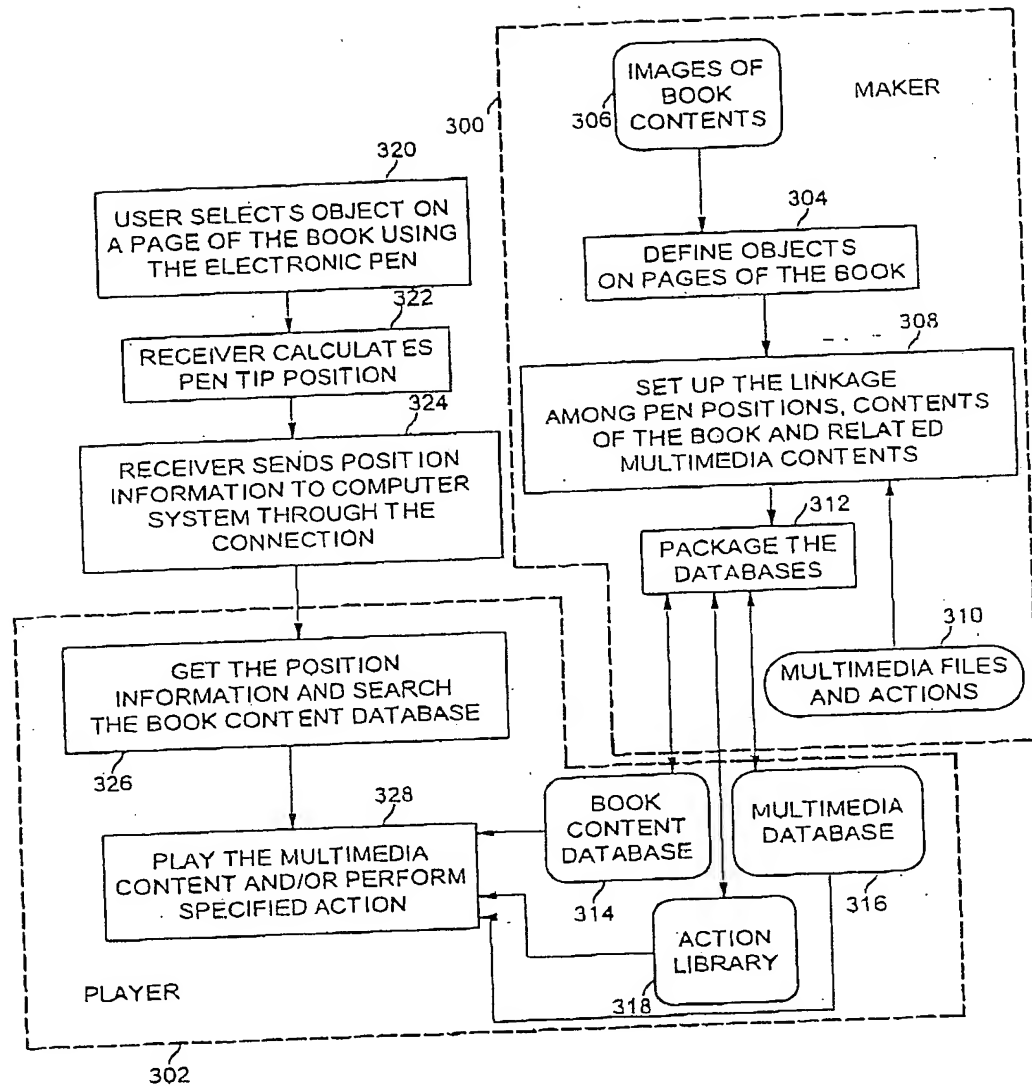 300
MAKER
306
IMAGES OF
BOOK
CONTENTS
304
DEFINE OBJECTS
ON PAGES OF THE BOOK
308
SET UP THE LINKAGE
AMONG PEN POSITIONS, CONTENTS
OF THE BOOK AND RELATED
MULTIMEDIA CONTENTS
312
PACKAGE THE
DATABASES
310
MULTIMEDIA FILES
AND ACTIONS
320
USER SELECTS OBJECT ON
A PAGE OF THE BOOK USING
THE ELECTRONIC PEN
322
RECEIVER CALCULATES
PEN TIP POSITION
324
RECEIVER SENDS POSITION
INFORMATION TO COMPUTER
SYSTEM THROUGH THE
CONNECTION
GET THE POSITION
INFORMATION AND SEARCH
THE BOOK CONTENT DATABASE
326
328
PLAY THE MULTIMEDIA
CONTENT AND/OR PERFORM
SPECIFIED ACTION
BOOK
CONTENT
DATABASE
314
MULTIMEDIA
DATABASE
316
ACTION
LIBRARY
318
PLAYER
302